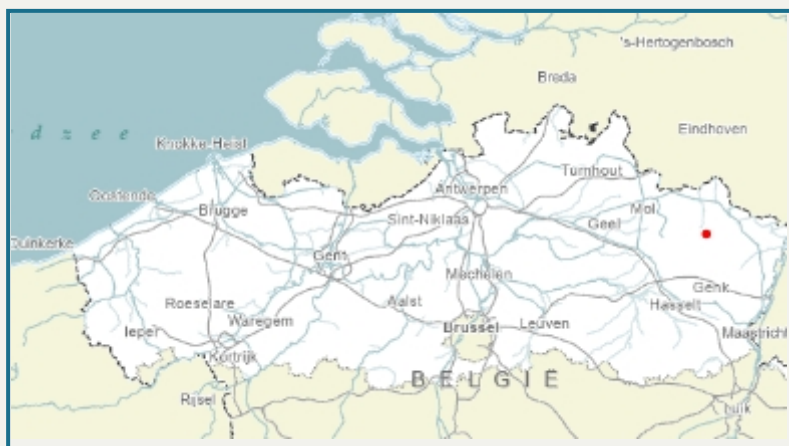 's-Hertogenbosch
Breda
Eindhoven
d z e e
Knokke-Heist
Turnhout
Antwerpen
Oostende
Brugge
Sint-Niklaas
Geel
Mol
Duinkerke
Gent
Mechelen
Genk
Roeselare
Aalst
Hasselt
Ieper
Waregem
Brussel
Leuven
Maastricht
Kortrijk
BELGIË
Rijsel
Luik